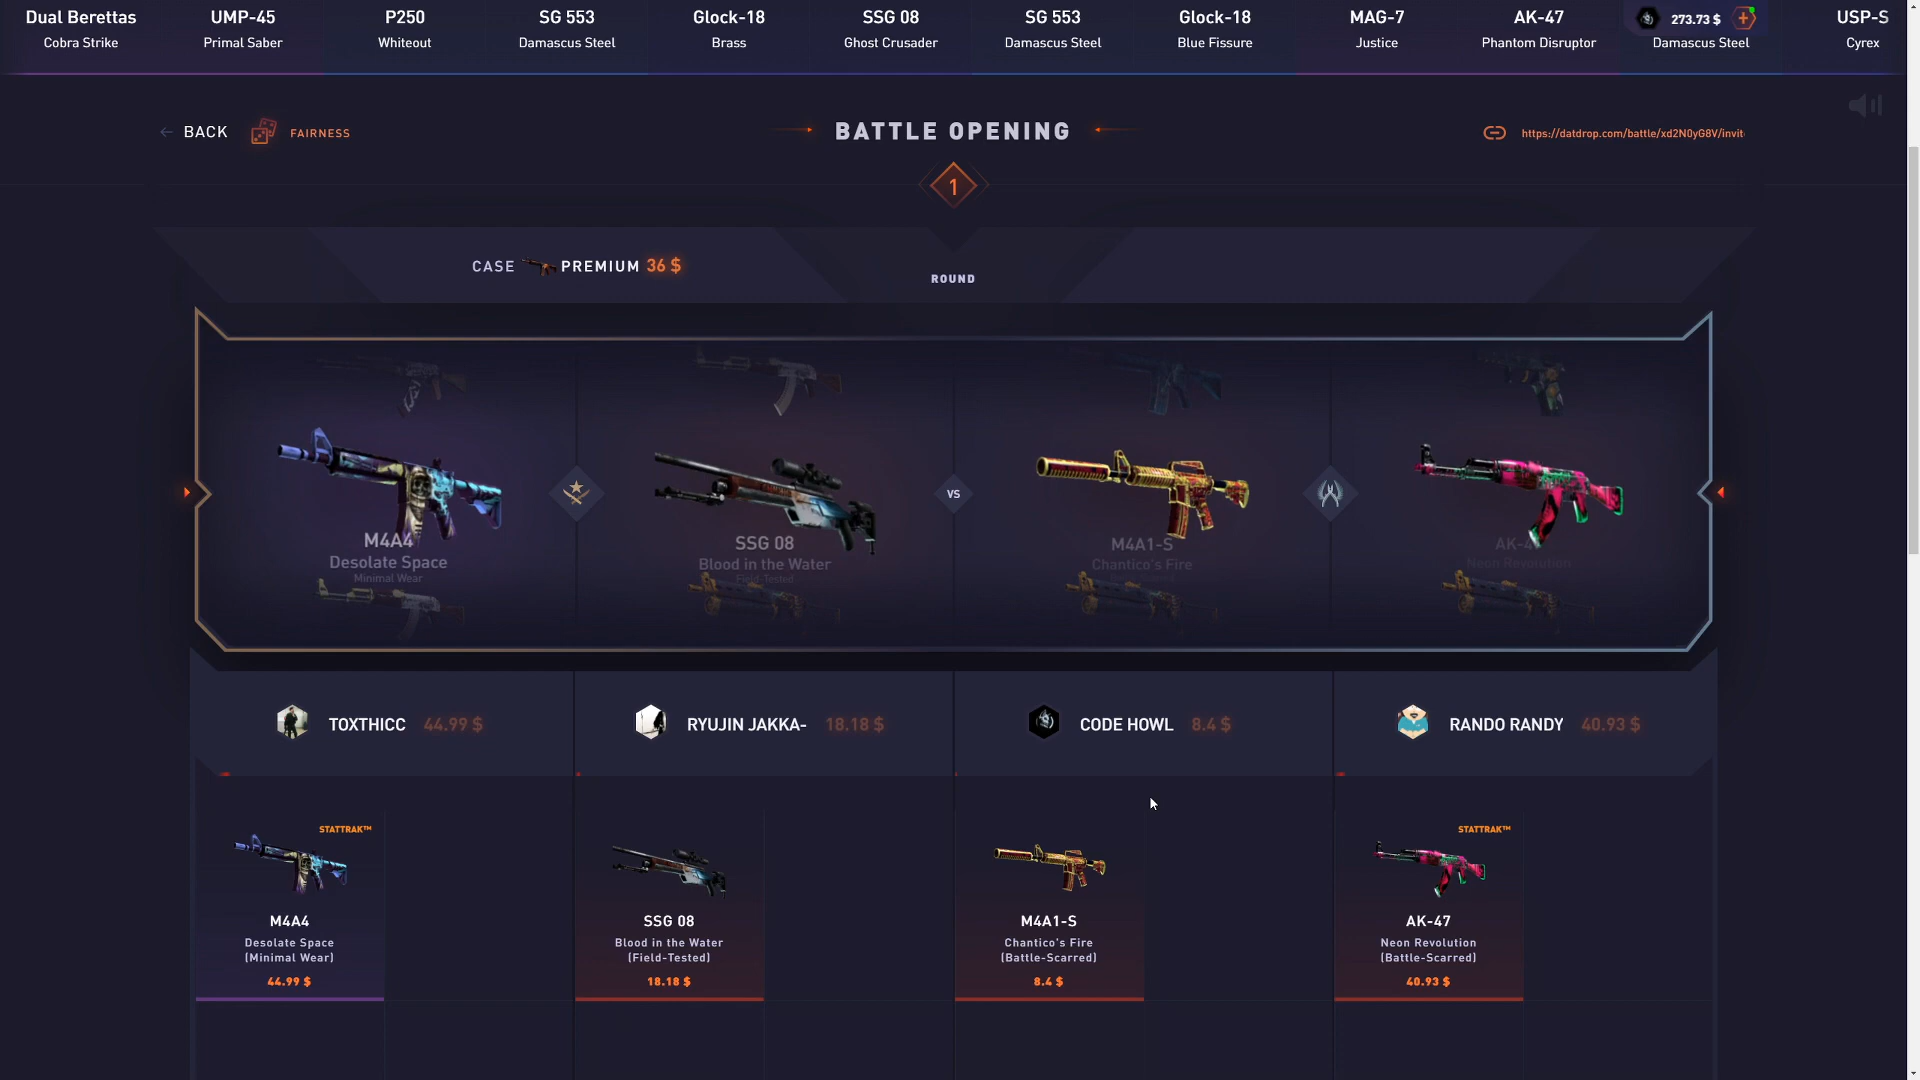 Dual Berettas
Cobra Strike
UMP-45
Primal Saber
P250
Whiteout
SG 553
Damascus Steel
Glock-18
Brass
SSG 08
Ghost Crusader
SG 553
Damascus Steel
Glock-18
Blue Fissure
MAG-7
Justice
AK-47
Phantom Disruptor
273.73 $
Damascus Steel
USP-S
Cyrex
BACK
FAIRNESS
BATTLE OPENING
https://datdrop.com/battle/xd2N0yG8V/invit
1
CASE PREMIUM 36 $
ROUND
M4A4
Desolate Space
Minimal Wear
SSG 08
Blood in the Water
Field-Tested
VS
M4A1-S
Chantico's Fire
AK-4
Neon Revolution
TOXTHICC 44.99 $
RYUJIN JAKKA- 18.18 $
CODE HOWL 8.4 $
RANDO RANDY 40.93 $
STATTRAK™
M4A4
Desolate Space
(Minimal Wear)
44.99 $
SSG 08
Blood in the Water
(Field-Tested)
18.18 $
M4A1-S
Chantico's Fire
(Battle-Scarred)
8.4 $
STATTRAK™
AK-47
Neon Revolution
(Battle-Scarred)
40.93 $